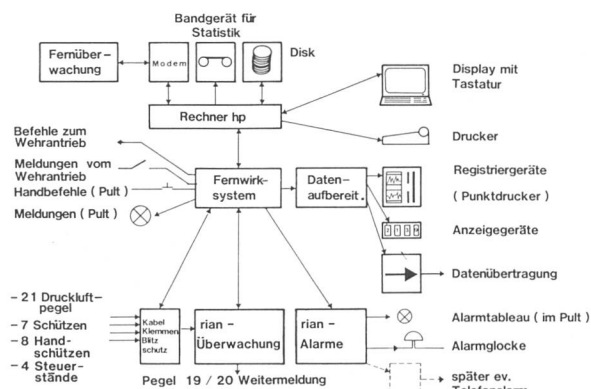 Bandgerät für
Statistik
Fernüber-
wachung
Modem
Disk
Display mit
Tastatur
Rechner hp
Drucker
Befehle zum
Wehrantrieb
Meldungen vom
Wehrantrieb
Handbefehle ( Pult )
Meldungen ( Pult )
Fernwirk-
system
Daten-
aufbereit.
Registriergeräte
( Punktdrucker )
Anzeigegeräte
Datenübertragung
- 21 Druckluft-
pegel
- 7 Schützen
- 8 Hand-
schützen
- 4 Steuer-
stände
Kabel
Klemmen
Blitz
schutz
rian -
Überwachung
rian -
Alarme
Alarmtableau ( im Pult )
Alarmglocke
später ev.
Pegel 19 / 20 Weitermeldung